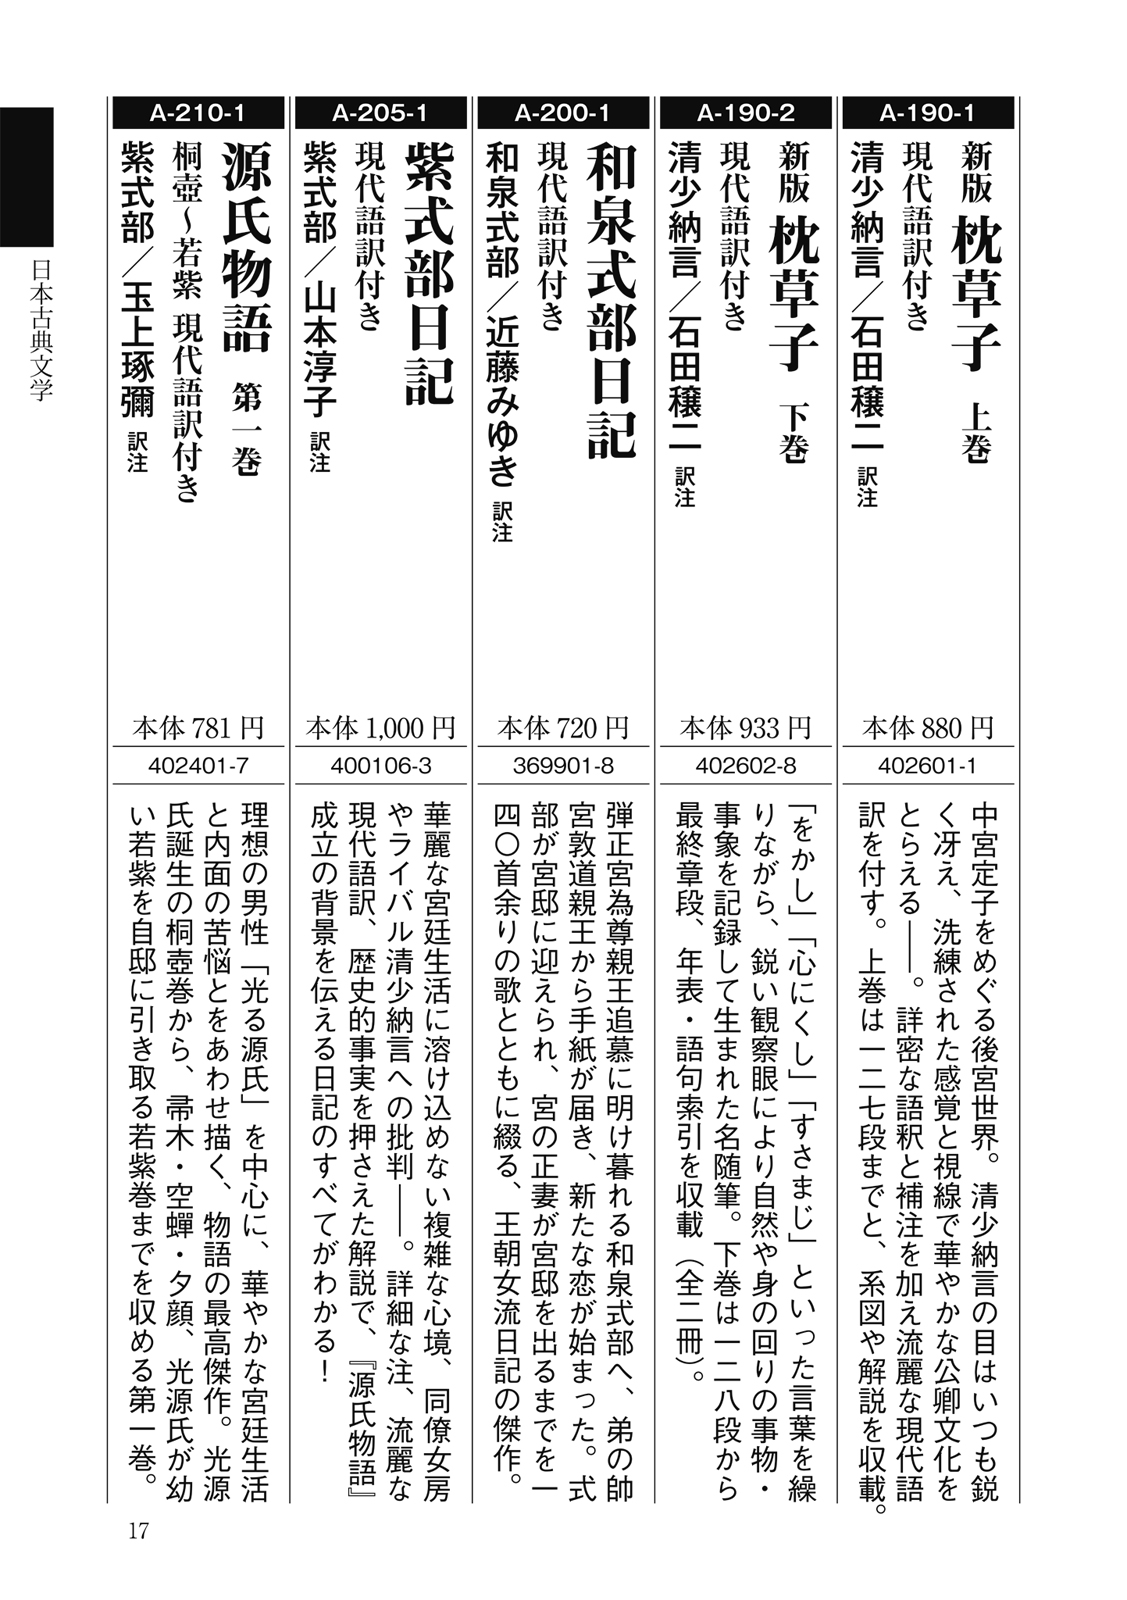 日本古典文学
A-190-1
新版 枕草子 上巻
現代語訳付き
清少納言／石田穣二 訳注
本体 880 円
402601-1
中宮定子をめぐる後宮世界。清少納言の目はいつも鋭
く冴え、洗練された感覚と視線で華やかな公卿文化を
とらえる――。詳密な語釈と補注を加え流麗な現代語
訳を付す。上巻は一二七段までと、系図や解説を収載。
A-190-2
新版 枕草子 下巻
現代語訳付き
清少納言／石田穣二 訳注
本体 933 円
402602-8
「をかし」「心にくし」「すさまじ」といった言葉を繰
りながら、鋭い観察眼により自然や身の回りの事物・
事象を記録して生まれた名随筆。下巻は一二八段から
最終章段、年表・語句索引を収載（全二冊）。
A-200-1
和泉式部日記
現代語訳付き
和泉式部／近藤みゆき 訳注
本体 720 円
369901-8
弾正宮為尊親王追慕に明け暮れる和泉式部へ、弟の帥
宮敦道親王から手紙が届き、新たな恋が始まった。式
部が宮邸に迎えられ、宮の正妻が宮邸を出るまでを一
四〇首余りの歌とともに綴る、王朝女流日記の傑作。
A-205-1
紫式部日記
現代語訳付き
紫式部／山本淳子 訳注
本体 1,000 円
400106-3
華麗な宮廷生活に溶け込めない複雑な心境、同僚女房
やライバル清少納言への批判――。詳細な注、流麗な
現代語訳、歴史的事実を押さえた解説で、『源氏物語』
成立の背景を伝える日記のすべてがわかる！
A-210-1
源氏物語 第一巻
桐壺～若紫 現代語訳付き
紫式部／玉上琢彌 訳注
本体 781 円
402401-7
理想の男性「光る源氏」を中心に、華やかな宮廷生活
と内面の苦悩とをあわせ描く、物語の最高傑作。光源
氏誕生の桐壺巻から、帚木・空蟬・夕顔、光源氏が幼
い若紫を自邸に引き取る若紫巻までを収める第一巻。
17